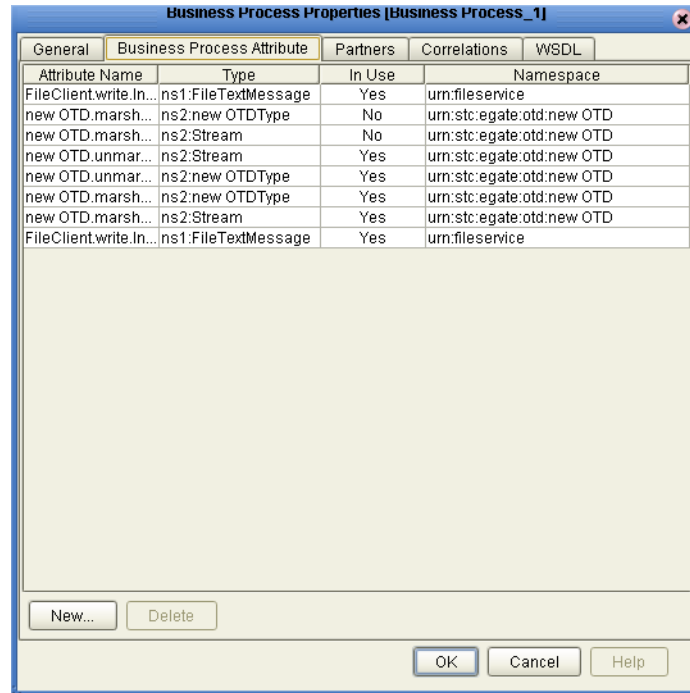 Business Process Properties [Business Process_1]
General Business Process Attribute Partners Correlations WSDL
Attribute Name Type In Use Namespace
FileClient.write.In... ns1:FileTextMessage Yes urn:fileservice
new OTD.marsh... ns2:new OTDType No urn:stc:egate:otd:new OTD
new OTD.marsh... ns2:Stream No urn:stc:egate:otd:new OTD
new OTD.unmar... ns2:Stream Yes urn:stc:egate:otd:new OTD
new OTD.unmar... ns2:new OTDType Yes urn:stc:egate:otd:new OTD
new OTD.marsh... ns2:new OTDType Yes urn:stc:egate:otd:new OTD
new OTD.marsh... ns2:Stream Yes urn:stc:egate:otd:new OTD
FileClient.write.In... ns1:FileTextMessage Yes urn:fileservice
New... Delete
OK Cancel Help